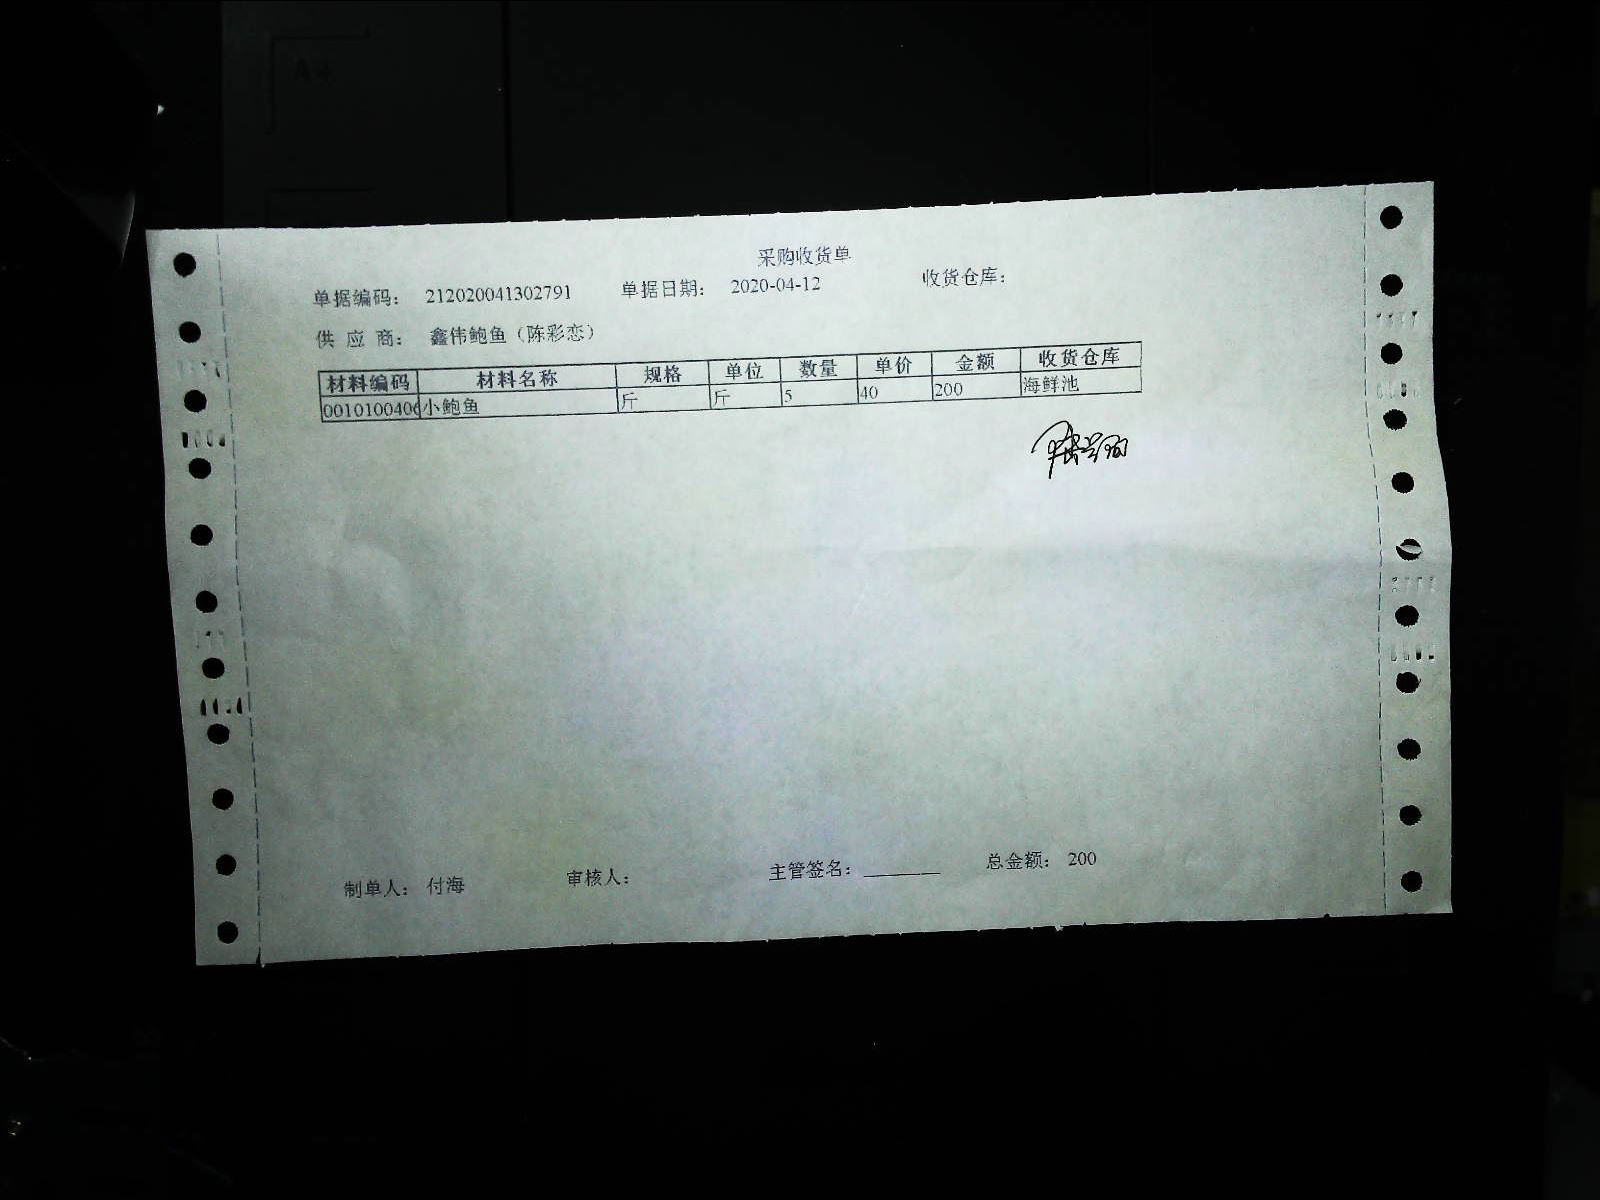 采购收货单
单据编码： 212020041302791 单据日期： 2020-04-12 收货仓库：
供 应 商： 鑫伟鲍鱼（陈彩恋）
材料编码 材料名称 规格 单位 数量 单价 金额 收货仓库
0010100406 小鲍鱼 斤 斤 5 40 200 海鲜池
制单人： 付海 审核人： 主管签名：________ 总金额： 200